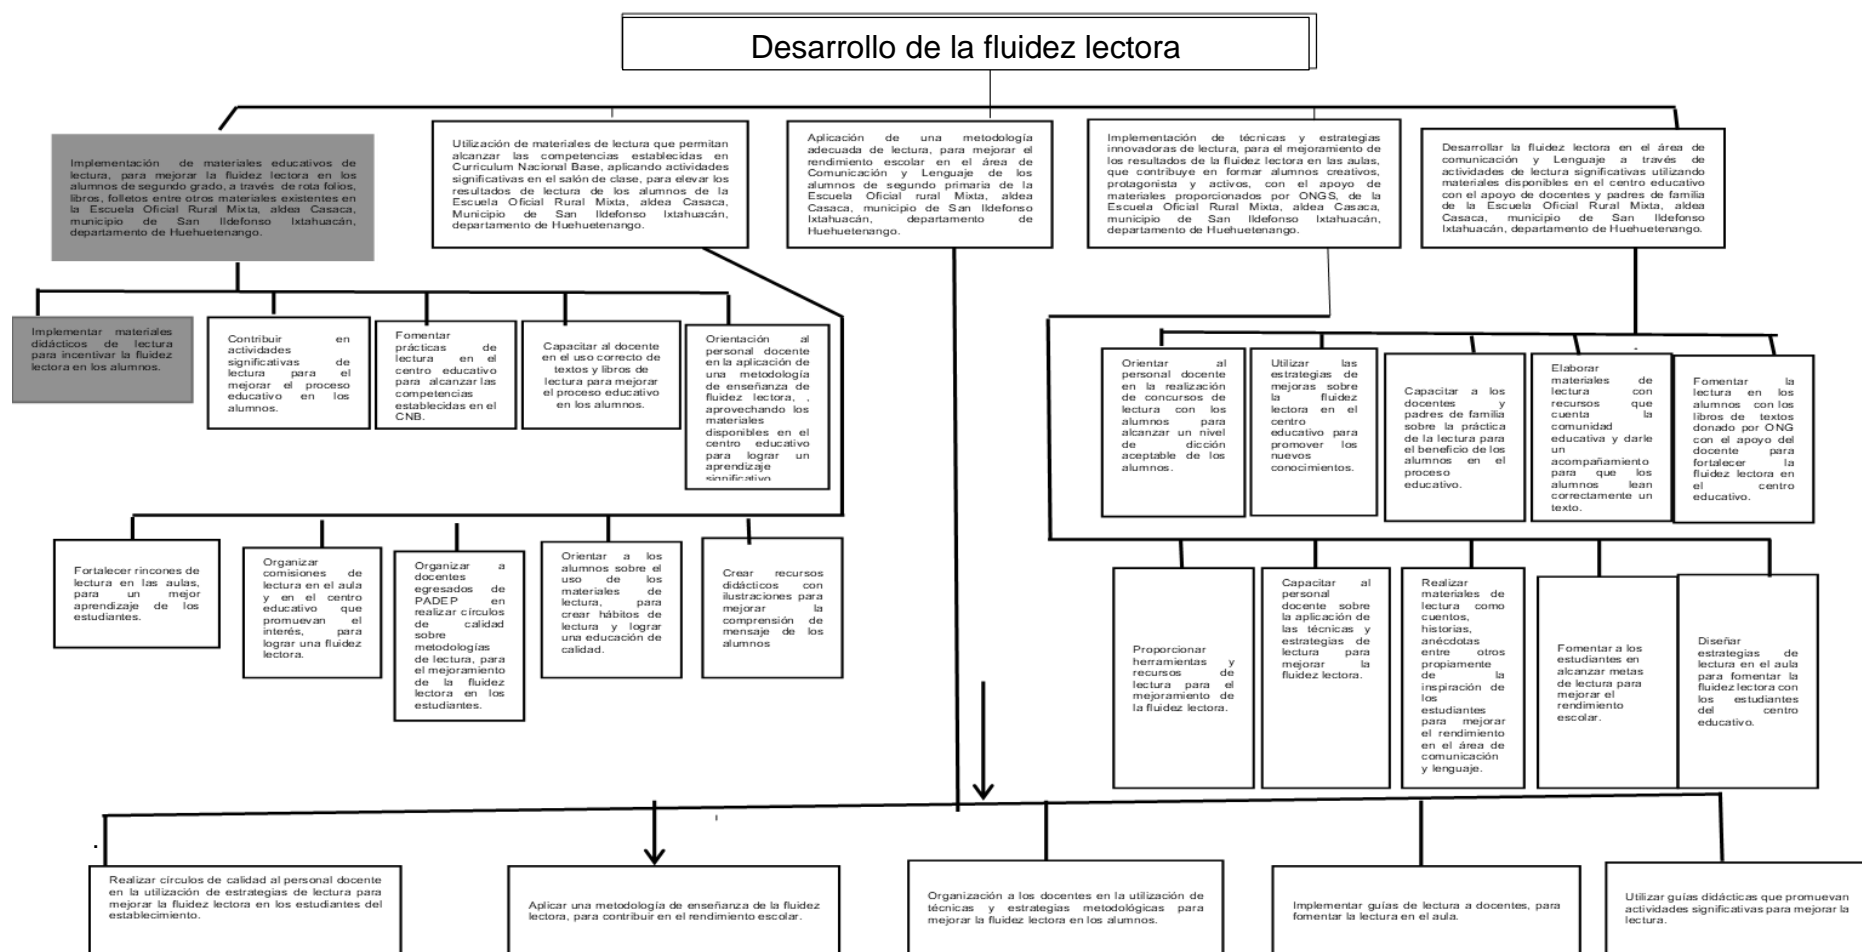 Desarrollo de la fluidez lectora
Implementación de materiales educativos de
lectura, para mejorar la fluidez lectora en los
alumnos de segundo grado, a través de rota folios,
libros, folletos entre otros materiales existentes en
la Escuela Oficial Rural Mixta, aldea Casaca,
municipio de San Ildefonso Ixtahuacán,
departamento de Huehuetenango.
Utilización de materiales de lectura que permitan
alcanzar las competencias establecidas en
Curriculum Nacional Base, aplicando actividades
significativas en el salón de clase, para elevar los
resultados de lectura de los alumnos de la
Escuela Oficial Rural Mixta, aldea Casaca,
Municipio de San Ildefonso Ixtahuacán,
departamento de Huehuetenango.
Aplicación de una metodología
adecuada de lectura, para mejorar el
rendimiento escolar en el área de
Comunicación y Lenguaje de los
alumnos de segundo primaria de la
Escuela Oficial rural Mixta, aldea
Casaca, municipio de San Ildefonso
Ixtahuacán, departamento de
Huehuetenango.
Implementación de técnicas y estrategias
innovadoras de lectura, para el mejoramiento de
los resultados de la fluidez lectora en las aulas,
que contribuye en formar alumnos creativos,
protagonista y activos, con el apoyo de
materiales proporcionados por ONGS, de la
Escuela Oficial Rural Mixta, aldea Casaca,
municipio de San Ildefonso Ixtahuacán,
departamento de Huehuetenango.
Desarrollar la fluidez lectora en el área de
comunicación y Lenguaje a través de
actividades de lectura significativas utilizando
materiales disponibles en el centro educativo
con el apoyo de docentes y padres de familia
de la Escuela Oficial Rural Mixta, aldea
Casaca, municipio de San Ildefonso
Ixtahuacán, departamento de Huehuetenango.
Implementar materiales
didácticos de lectura
para incentivar la fluidez
lectora en los alumnos.
Contribuir en
actividades
significativas de
lectura para el
mejorar el proceso
educativo en los
alumnos.
Fomentar
prácticas de
lectura en el
centro educativo
para alcanzar las
competencias
establecidas en el
CNB.
Capacitar al docente
en el uso correcto de
textos y libros de
lectura para mejorar
el proceso educativo
en los alumnos.
Orientación al
personal docente
en la aplicación de
una metodología
de enseñanza de
fluidez lectora, ,
aprovechando los
materiales
disponibles en el
centro educativo
para lograr un
aprendizaje
significativo
Orientar al
personal docente
en la realización
de concursos de
lectura con los
alumnos para
alcanzar un nivel
de dicción
aceptable de los
alumnos.
Utilizar las
estrategias de
mejoras sobre
la fluidez
lectora en el
centro
educativo para
promover los
nuevos
conocimientos.
Capacitar a los
docentes y
padres de familia
sobre la práctica
de la lectura para
el beneficio de los
alumnos en el
proceso
educativo.
Elaborar
materiales de
lectura con
recursos que
cuenta la
comunidad
educativa y darle
un
acompañamiento
para que los
alumnos lean
correctamente un
texto.
Fomentar la
lectura en los
alumnos con los
libros de textos
donado por ONG
con el apoyo del
docente para
fortalecer la
fluidez lectora en
el centro
educativo.
Fortalecer rincones de
lectura en las aulas,
para un mejor
aprendizaje de los
estudiantes.
Organizar
comisiones de
lectura en el aula
y en el centro
educativo que
promuevan el
interés, para
lograr una fluidez
lectora.
Organizar a
docentes
egresados de
PADEP en
realizar círculos
de calidad
sobre
metodologías
de lectura, para
el mejoramiento
de la fluidez
lectora en los
estudiantes.
Orientar a los
alumnos sobre el
uso de los
materiales de
lectura, para
crear hábitos de
lectura y lograr
una educación de
calidad.
Crear recursos
didácticos con
ilustraciones para
mejorar la
comprensión de
mensaje de los
alumnos
Proporcionar
herramientas y
recursos de
lectura para el
mejoramiento de
la fluidez lectora.
Capacitar al
personal
docente sobre
la aplicación de
las técnicas y
estrategias de
lectura para
mejorar la
fluidez lectora.
Realizar
materiales de
lectura como
cuentos,
historias,
anécdotas
entre otros
propiamente
de la
inspiración de
los
estudiantes
para mejorar
el rendimiento
en el área de
comunicación
y lenguaje.
Fomentar a los
estudiantes en
alcanzar metas
de lectura para
mejorar el
rendimiento
escolar.
Diseñar
estrategias de
lectura en el aula
para fomentar la
fluidez lectora con
los estudiantes
del centro
educativo.
Realizar círculos de calidad al personal docente
en la utilización de estrategias de lectura para
mejorar la fluidez lectora en los estudiantes del
establecimiento.
Aplicar una metodología de enseñanza de la fluidez
lectora, para contribuir en el rendimiento escolar.
Organización a los docentes en la utilización de
técnicas y estrategias metodológicas para
mejorar la fluidez lectora en los alumnos.
Implementar guías de lectura a docentes, para
fomentar la lectura en el aula.
Utilizar guías didácticas que promuevan
actividades significativas para mejorar la
lectura.